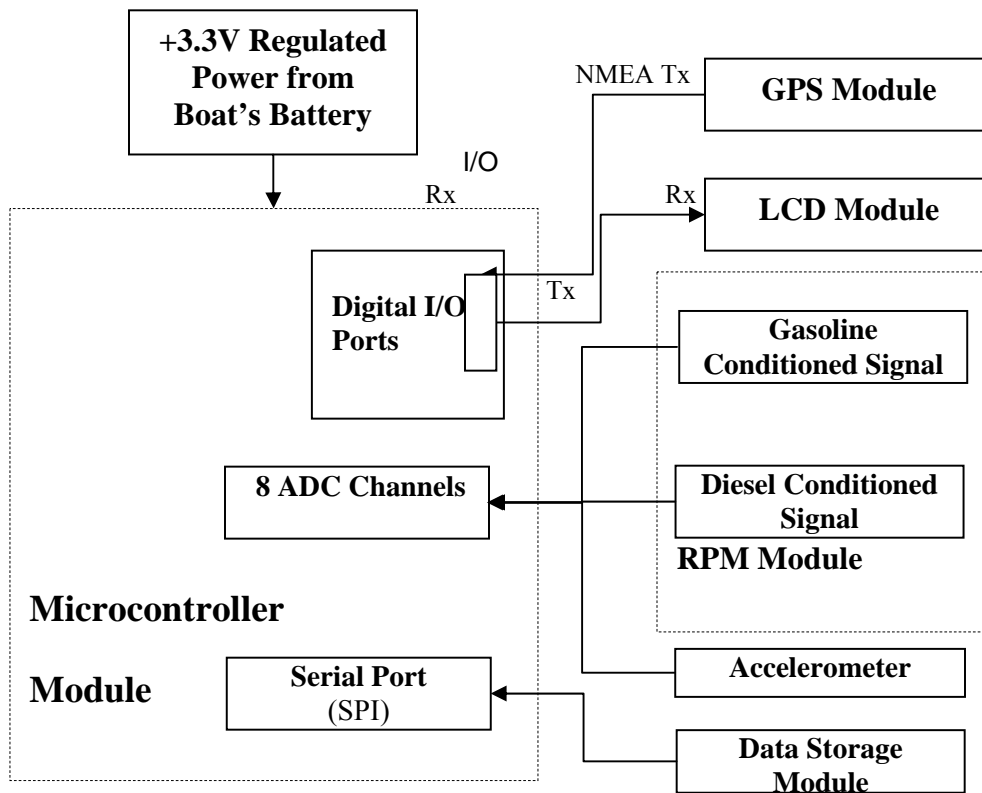 +3.3V Regulated
Power from
Boat's Battery
NMEA Tx
GPS Module
I/O
Rx
Rx
LCD Module
Digital I/O
Ports
Tx
Gasoline
Conditioned Signal
8 ADC Channels
Diesel Conditioned
Signal
RPM Module
Microcontroller
Module
Serial Port
(SPI)
Accelerometer
Data Storage
Module